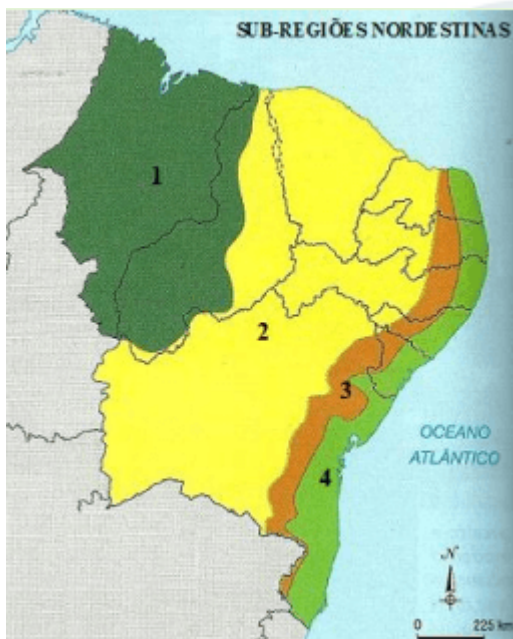 SUB-REGIÕES NORDESTINAS
1
2
3
4
OCEANO
ATLÂNTICO
N
0 225 km